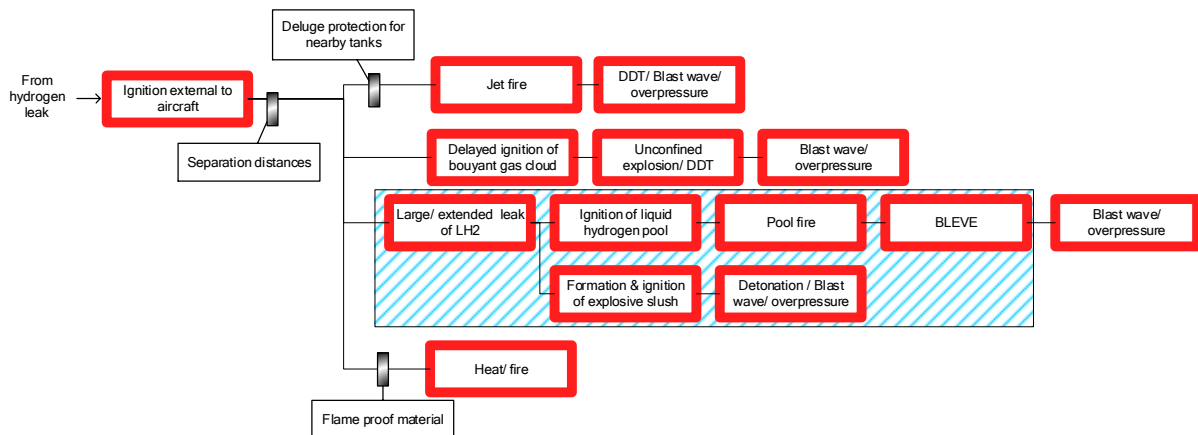 Deluge protection for
nearby tanks
From
hydrogen
leak
Ignition external to
aircraft
Jet fire
DDT/ Blast wave/
overpressure
Separation distances
Delayed ignition of
bouyant gas cloud
Unconfined
explosion/ DDT
Blast wave/
overpressure
Large/ extended leak
of LH2
Ignition of liquid
hydrogen pool
Pool fire
BLEVE
Blast wave/
overpressure
Formation & ignition
of explosive slush
Detonation / Blast
wave/ overpressure
Heat/ fire
Flame proof material